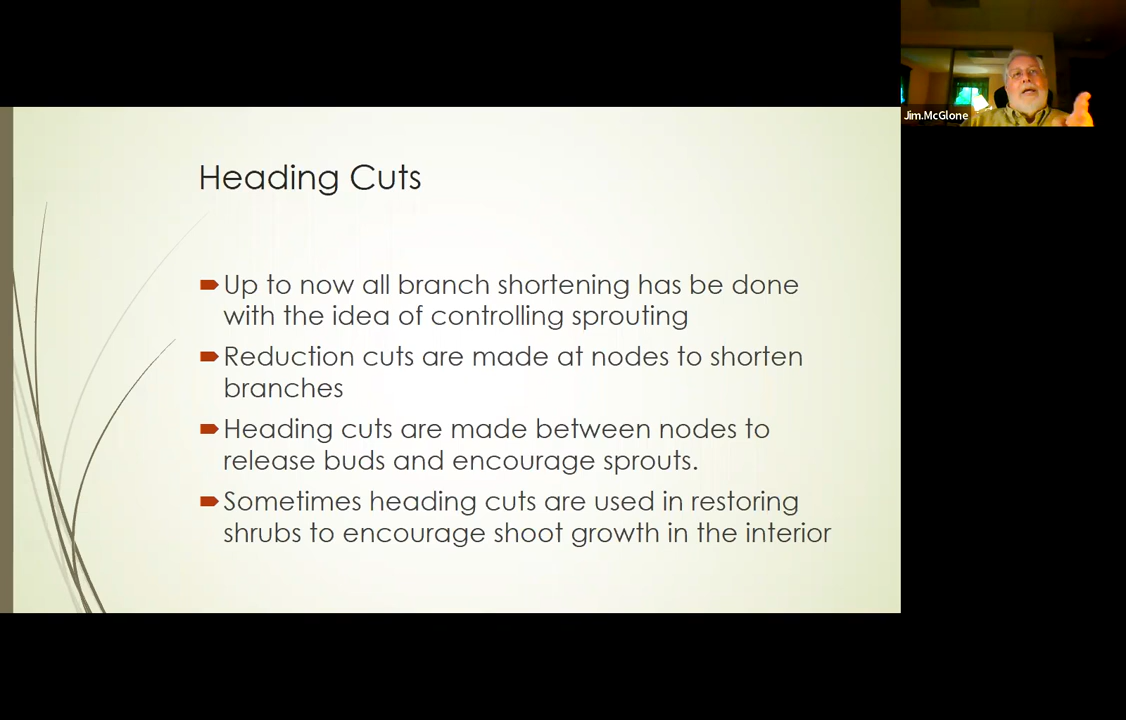 Jim.McGlone
Heading Cuts
Up to now all branch shortening has be done
with the idea of controlling sprouting
Reduction cuts are made at nodes to shorten
branches
Heading cuts are made between nodes to
release buds and encourage sprouts.
Sometimes heading cuts are used in restoring
shrubs to encourage shoot growth in the interior